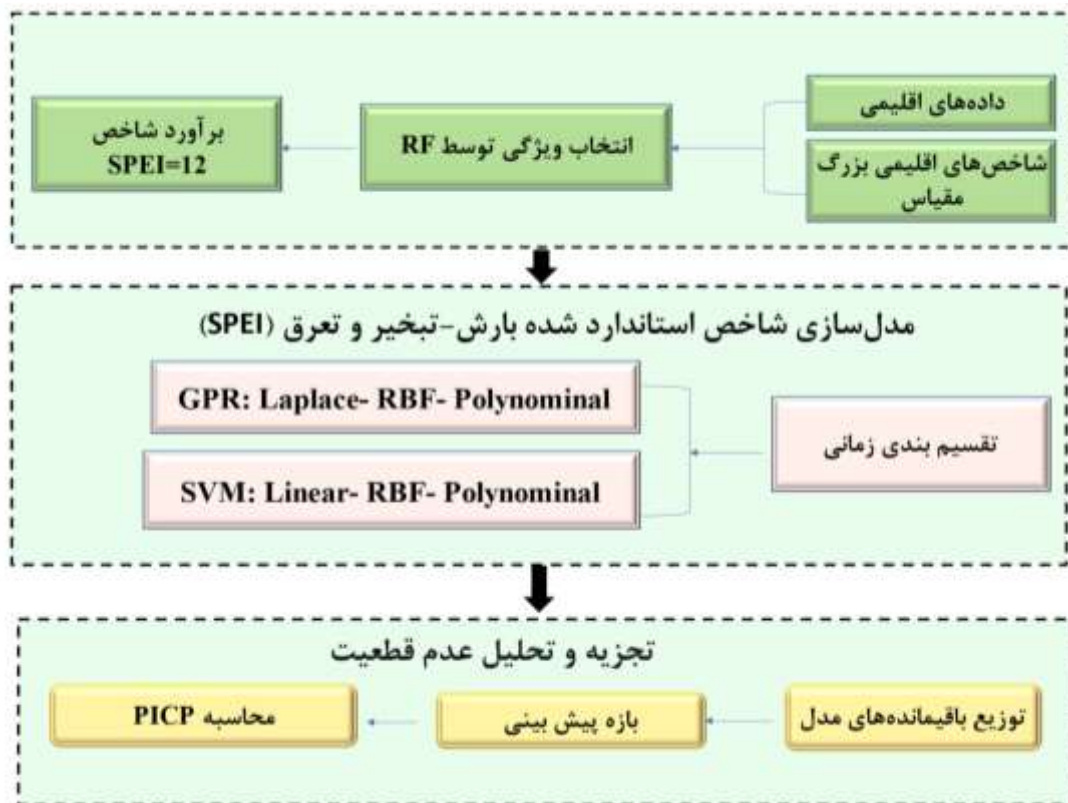 داده‌های اقلیمی
شاخص‌های اقلیمی بزرگ
مقیاس
انتخاب ویژگی توسط RF
برآورد شاخص
SPEI=12
مدل‌سازی شاخص استاندارد شده بارش-تبخیر و تعرق (SPEI)
تقسیم بندی زمانی
GPR: Laplace- RBF- Polynominal
SVM: Linear- RBF- Polynominal
تجزیه و تحلیل عدم قطعیت
توزیع باقیمانده‌های مدل
بازه پیش بینی
محاسبه PICP